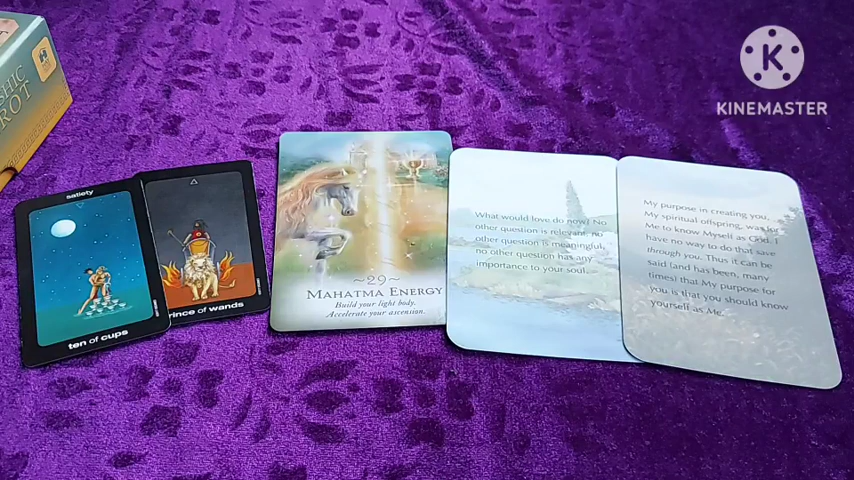 SHIC
ROT
KINEMASTER
satiety
ten of cups
rince of wands
~29~
MAHATMA ENERGY
Build your light body.
Accelerate your ascension.
What would love do now? No
other question is relevant, no
other question is meaningful,
no other question has any
importance to your soul.
My purpose in creating you,
My spiritual offspring, was for
Me to know Myself as God. I
have no way to do that save
through you. Thus it can be
said (and has been, many
times) that My purpose for
you is that you should know
yourself as Me.